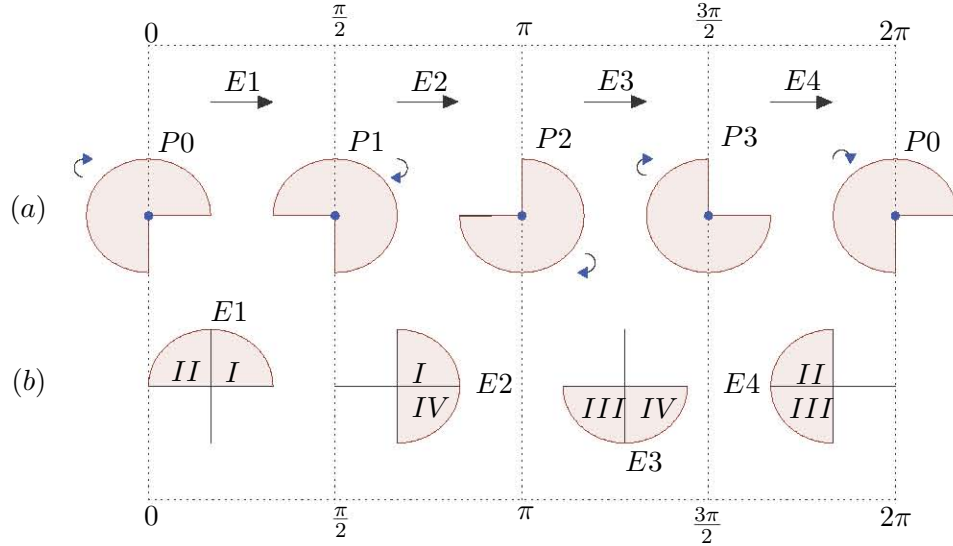 0 π/2 π 3π/2 2π
E1 E2 E3 E4
P0 P1 P2 P3 P0
(a)
E1
II I I III IV II
(b) E2 E4
IV III
E3
0 π/2 π 3π/2 2π